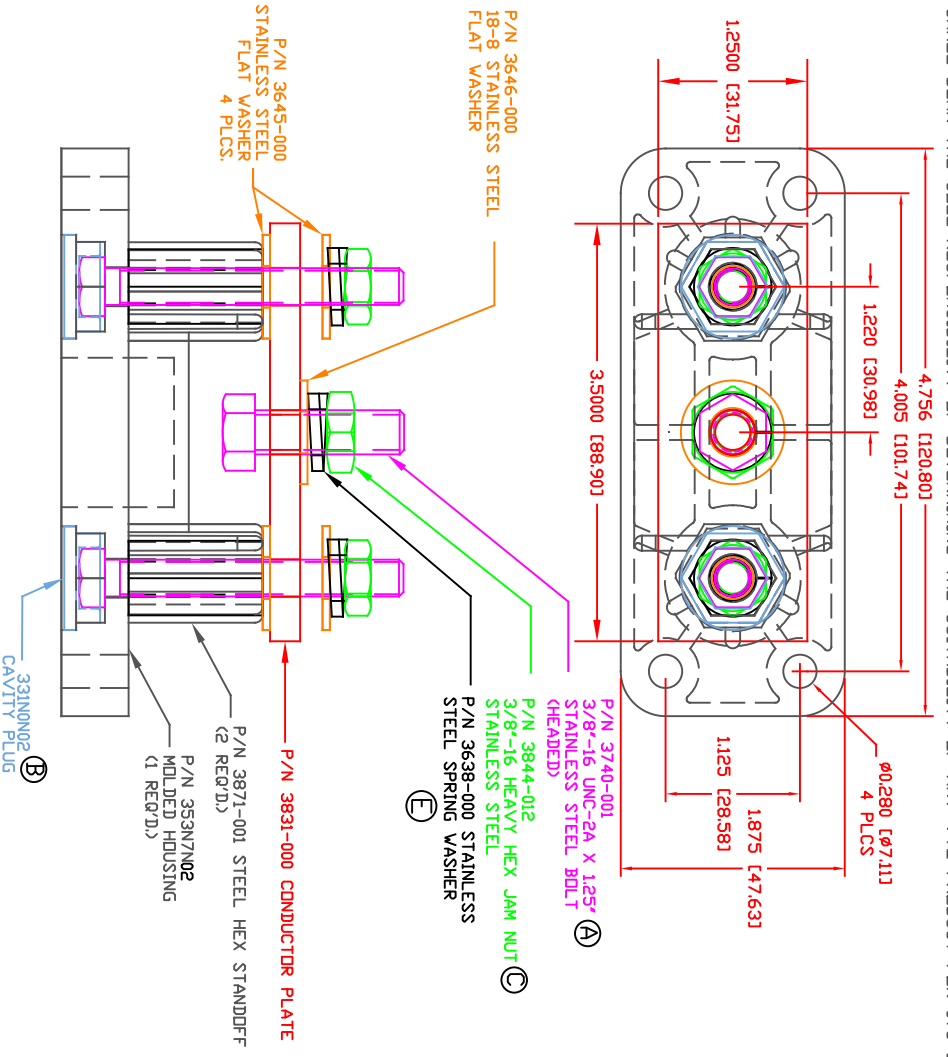 4.756 [120.80]
4.005 [101.74]
1.220 [30.98]
1.2500 [31.75]
3.5000 [88.90]
Ø0.280 [Ø7.11]
4 PLCS
1.875 [47.63]
1.125 [28.58]
P/N 3646-000
18-8 STAINLESS STEEL
FLAT WASHER
P/N 3740-001
3/8"-16 UNC-2A X 1.25"
STAINLESS STEEL BOLT
(HEADED)
A
P/N 3844-012
3/8"-16 HEAVY HEX JAM NUT
STAINLESS STEEL
C
P/N 3638-000 STAINLESS
STEEL SPRING WASHER
E
P/N 3645-000
STAINLESS STEEL
FLAT WASHER
4 PLCS.
P/N 3831-000 CONDUCTOR PLATE
P/N 3871-001 STEEL HEX STANDOFF
(2 REQ'D.)
P/N 353N7N02
MOLDED HOUSING
(1 REQ'D.)
331N0N02
CAVITY PLUG
B